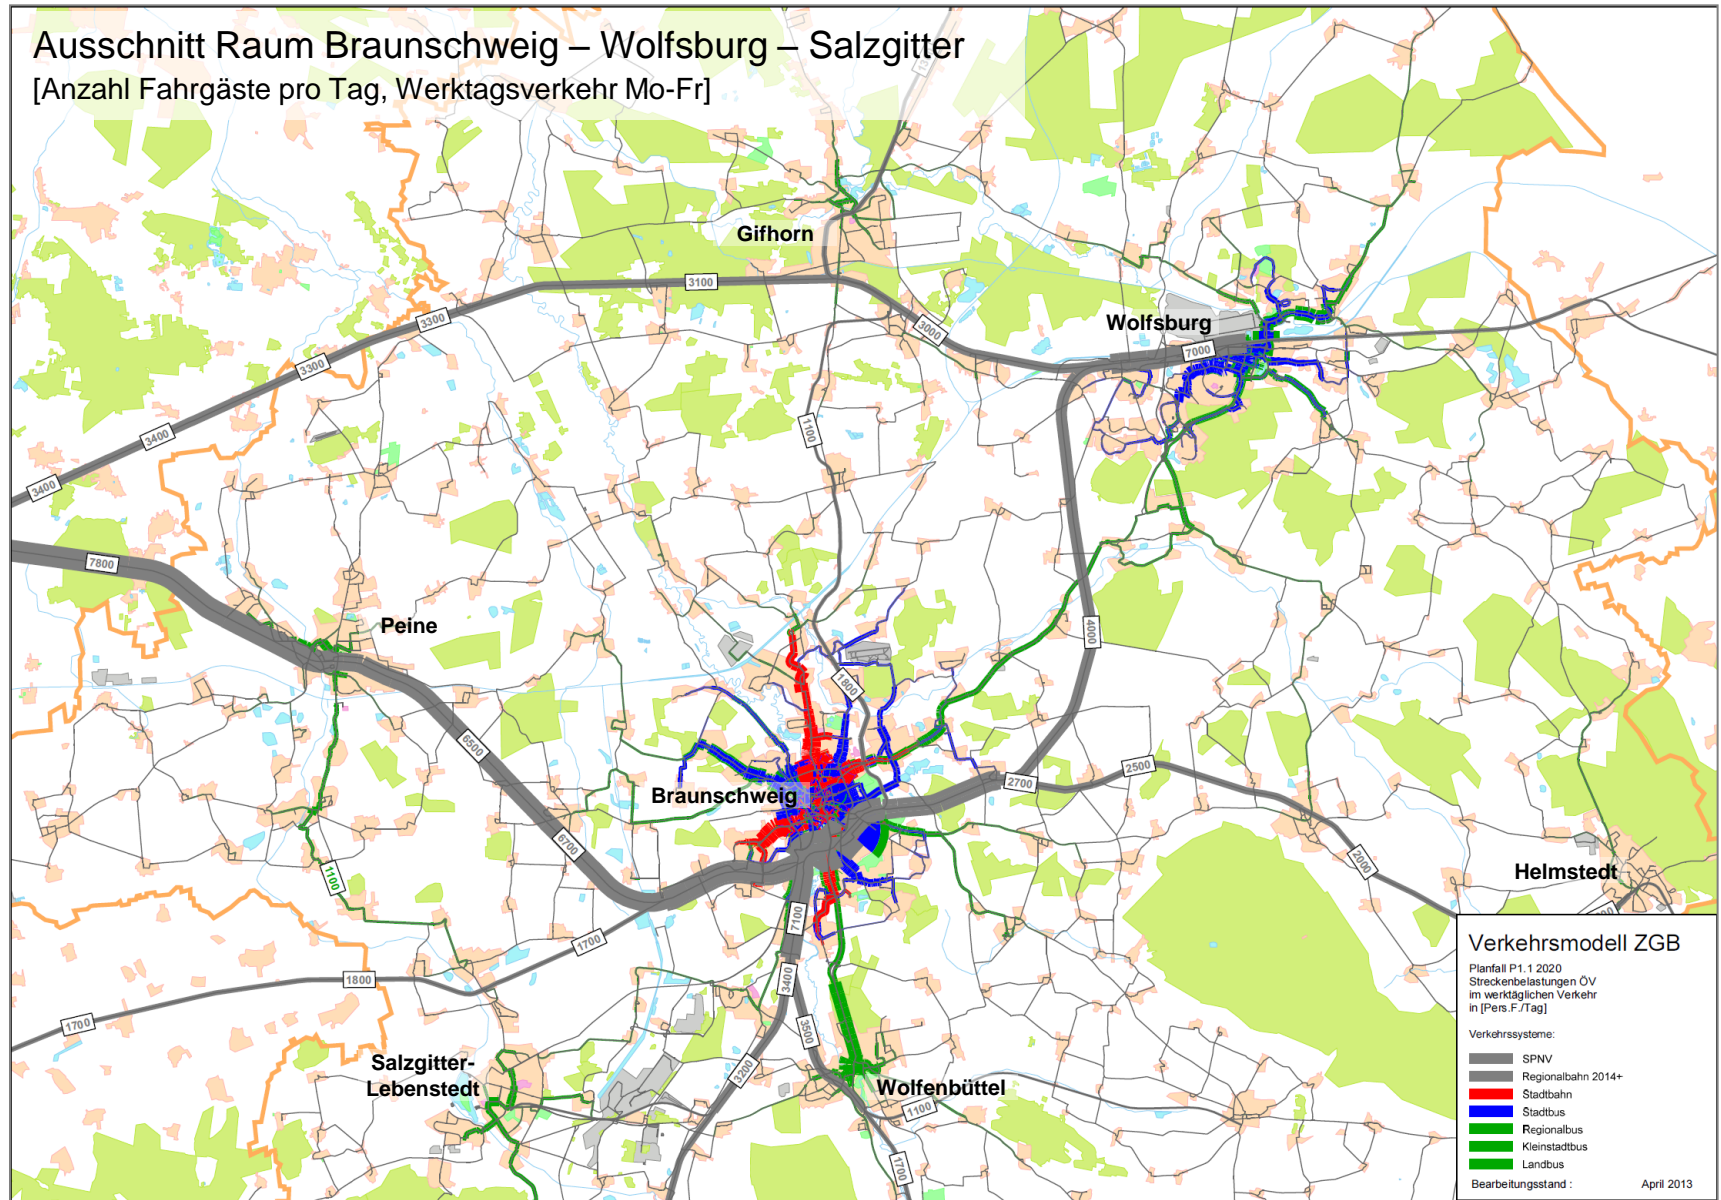 Ausschnitt Raum Braunschweig – Wolfsburg – Salzgitter
[Anzahl Fahrgäste pro Tag, Werktagsverkehr Mo-Fr]
Gifhorn
3100
3300
3000
Wolfsburg
7000
3300
1100
3400
3400
7800
Peine
4000
1800
6500
2500
2700
Braunschweig
6700
2000
1100
Helmstedt
7100
1700
1800
3400
1700
3500
Salzgitter-
Lebenstedt
3200
Wolfenbüttel
1100
1700
Verkehrsmodell ZGB
Planfall P1.1 2020
Streckenbelastungen ÖV
im werktäglichen Verkehr
in [Pers.F./Tag]
Verkehrssysteme:
SPNV
Regionalbahn 2014+
Stadtbahn
Stadtbus
Regionalbus
Kleinstadtbus
Landbus
Bearbeitungsstand : April 2013